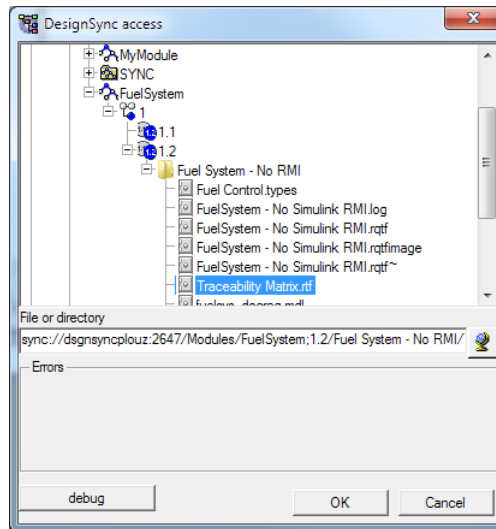 DesignSync access
MyModule
SYNC
FuelSystem
1
1.1
1.2
Fuel System - No RMI
Fuel Control.types
FuelSystem - No Simulink RMI.log
FuelSystem - No Simulink RMI.rqtf
FuelSystem - No Simulink RMI.rqtfimage
FuelSystem - No Simulink RMI.rqtf~
Traceability Matrix.rtf
File or directory
sync://dsgnsyncplouz:2647/Modules/FuelSystem;1.2/Fuel System - No RMI/
Errors
debug
OK
Cancel